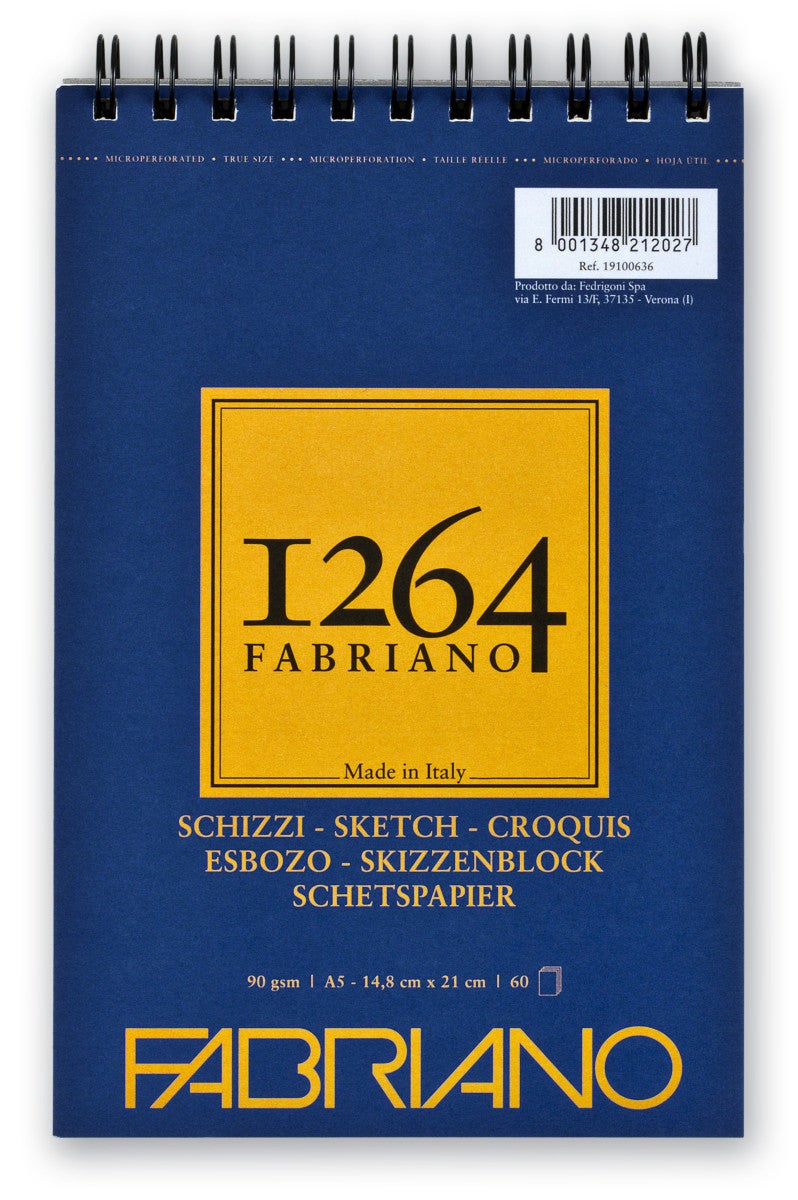 ••••• MICROPERFORATED • TRUE SIZE ••• MICROPERFORATION • TAILLE RÉELLE ••• MICROPERFORADO • HOJA ÚTIL ••••
8 001348 212027
Ref. 19100636
Prodotto da: Fedrigoni Spa
via E. Fermi 13/F, 37135 - Verona (I)
1264
FABRIANO
Made in Italy
SCHIZZI - SKETCH - CROQUIS
ESBOZO - SKIZZENBLOCK
SCHETSPAPIER
90 gsm | A5 - 14,8 cm x 21 cm | 60
FABRIANO